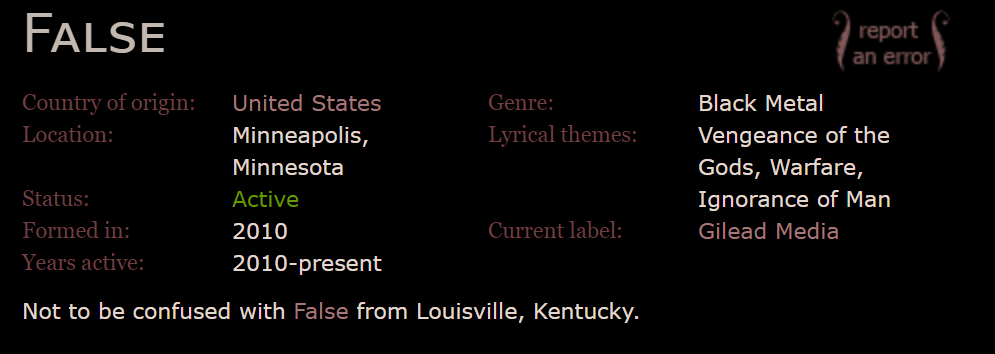 False
report
an error
Country of origin: United States Genre: Black Metal
Location: Minneapolis, Lyrical themes: Vengeance of the
Minnesota Gods, Warfare,
Status: Active Ignorance of Man
Formed in: 2010 Current label: Gilead Media
Years active: 2010-present
Not to be confused with False from Louisville, Kentucky.